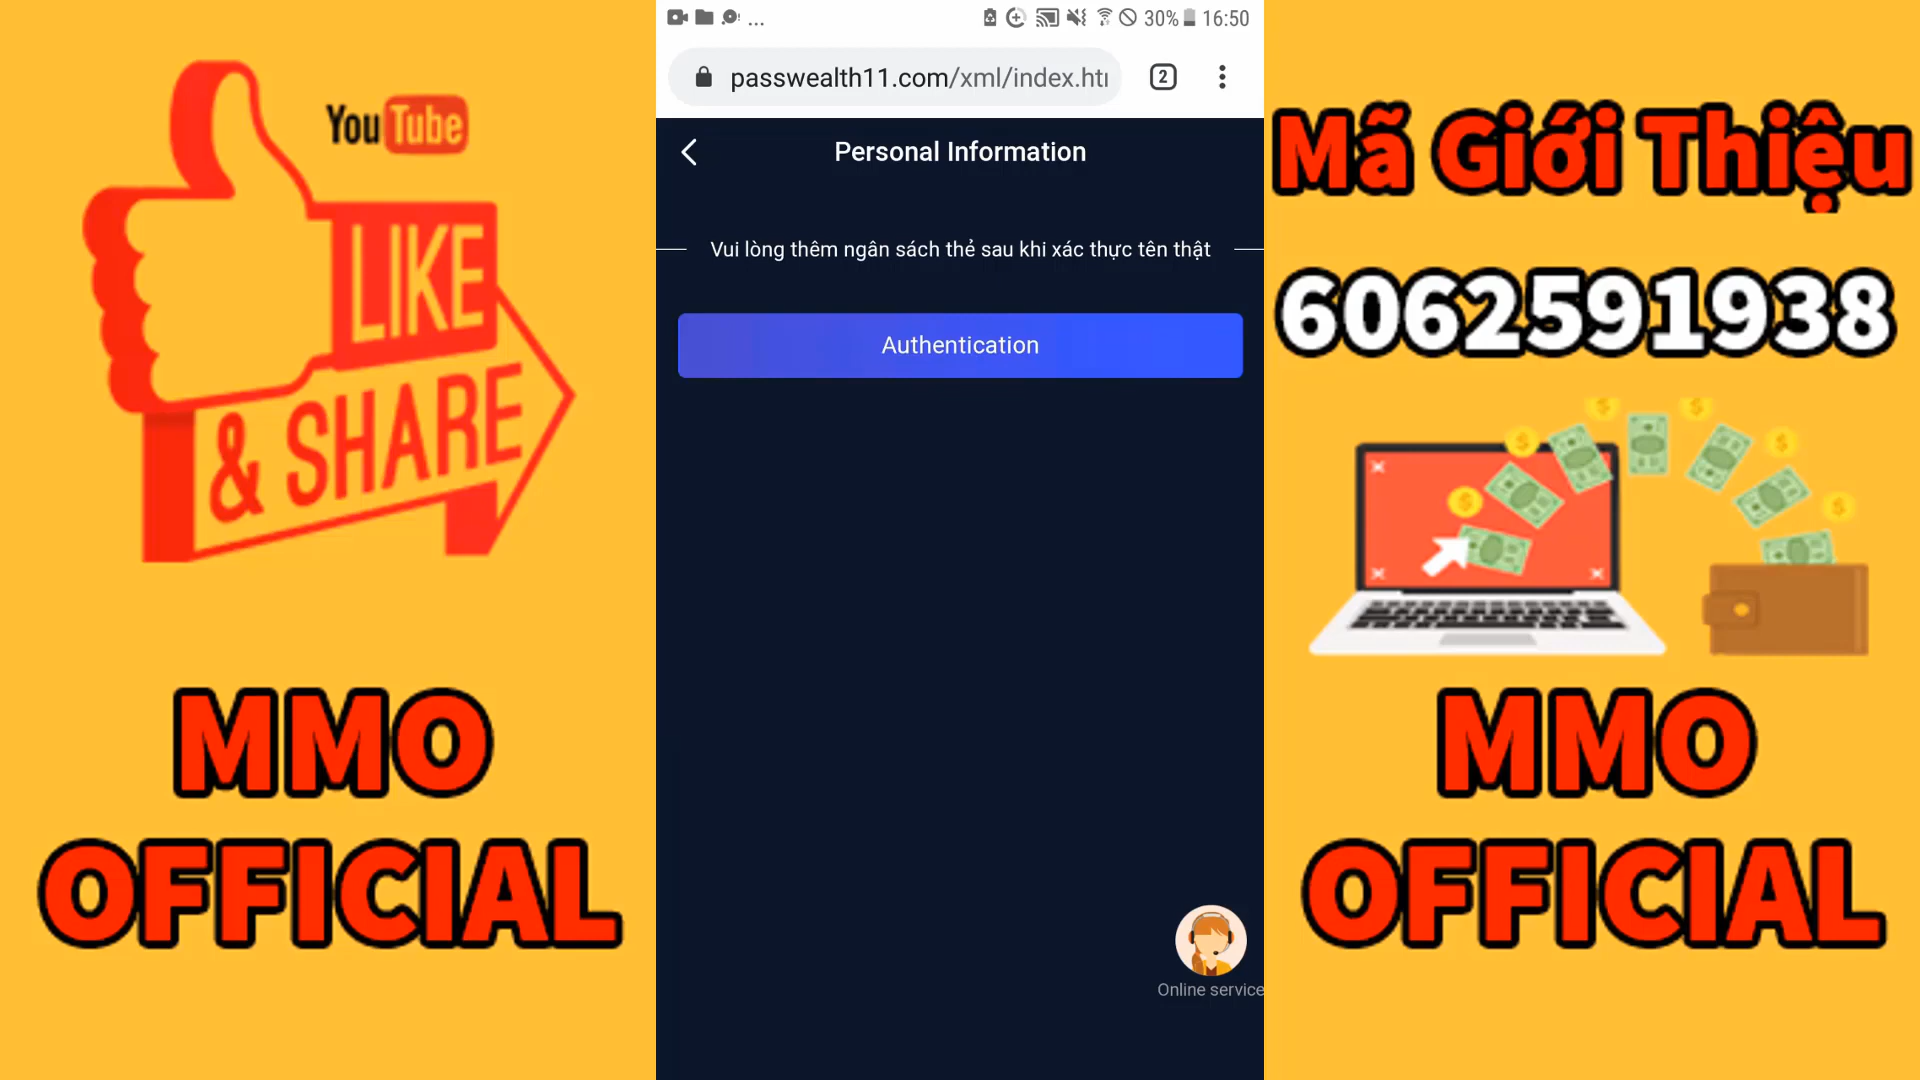 YouTube
LIKE
& SHARE
MMO
OFFICIAL
...
30%
16:50
passwealth11.com/xml/index.htı
2
Personal Information
Vui lòng thêm ngân sách thẻ sau khi xác thực tên thật
Authentication
Online service
Mã Giới Thiệu
6062591938
MMO
OFFICIAL